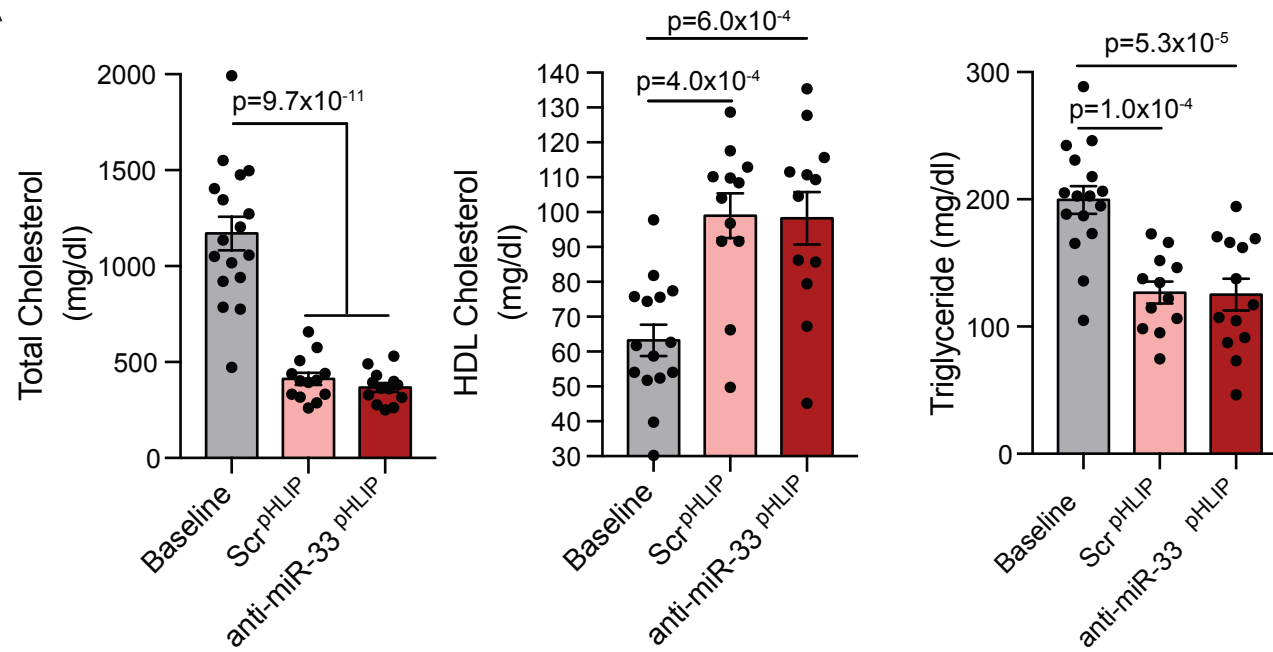 Total Cholesterol
(mg/dl)
2000
1500
1000
500
0
p=9.7x10⁻¹¹
Baseline
Scr pHLIP
anti-miR-33 pHLIP
HDL Cholesterol
(mg/dl)
140
130
120
110
100
90
80
70
60
50
40
30
p=6.0x10⁻⁴
p=4.0x10⁻⁴
Baseline
Scr pHLIP
anti-miR-33 pHLIP
Triglyceride (mg/dl)
300
200
100
0
p=5.3x10⁻⁵
p=1.0x10⁻⁴
Baseline
Scr pHLIP
anti-miR-33 pHLIP